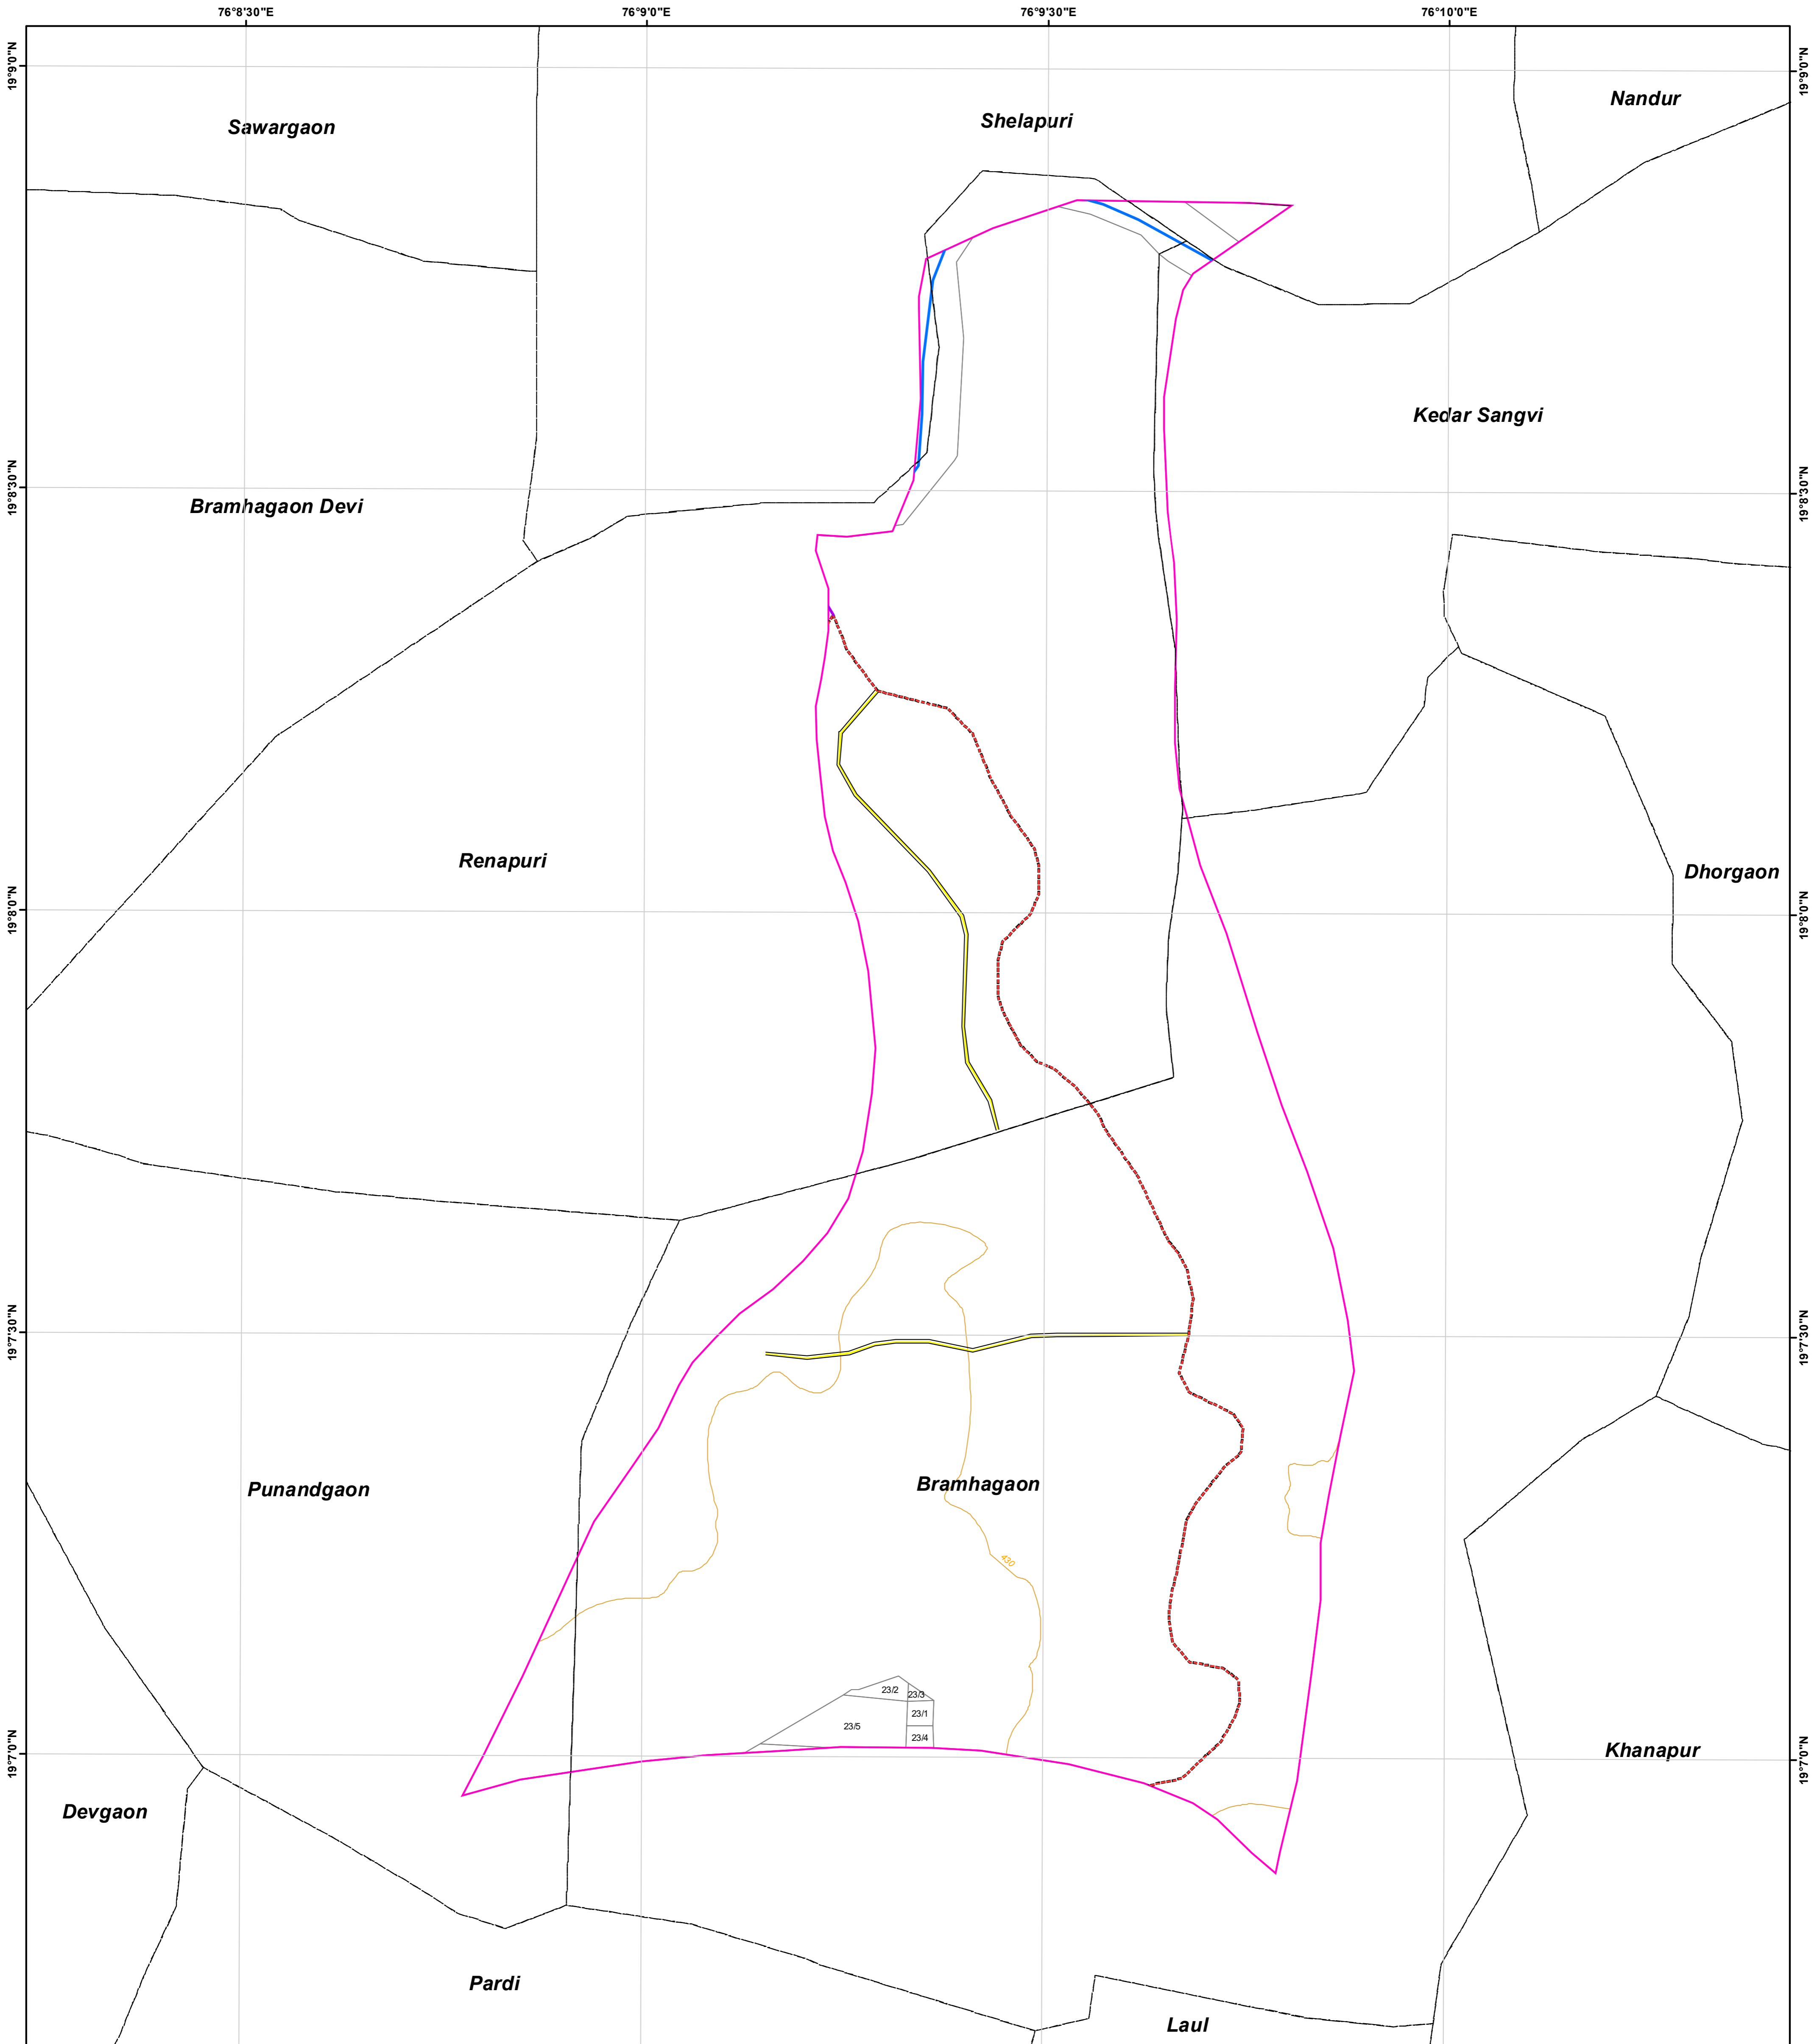 76°8'30"E
76°9'0"E
76°9'30"E
76°10'0"E
19°9'0"N
19°9'0"N
Nandur
Shelapuri
Sawargaon
Kedar Sangvi
19°8'30"N
19°8'30"N
Bramhagaon Devi
Renapuri
Dhorgaon
19°8'0"N
19°8'0"N
19°7'30"N
19°7'30"N
Bramhagaon
Punandgaon
430
23/2
23/3
23/1
23/5
23/4
19°7'0"N
19°7'0"N
Khanapur
Devgaon
Pardi
Laul